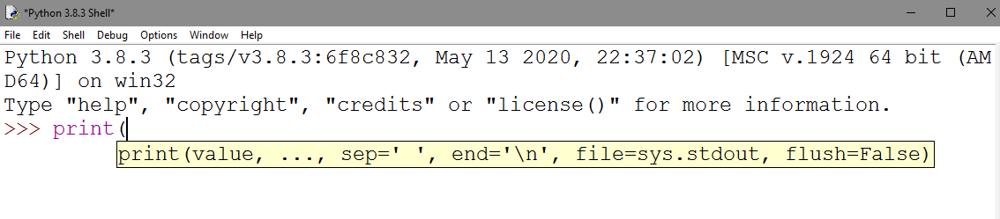 *Python 3.8.3 Shell*
File Edit Shell Debug Options Window Help
Python 3.8.3 (tags/v3.8.3:6f8c832, May 13 2020, 22:37:02) [MSC v.1924 64 bit (AM
D64)] on win32
Type "help", "copyright", "credits" or "license()" for more information.
>>> print(
print(value, ..., sep=' ', end='\n', file=sys.stdout, flush=False)